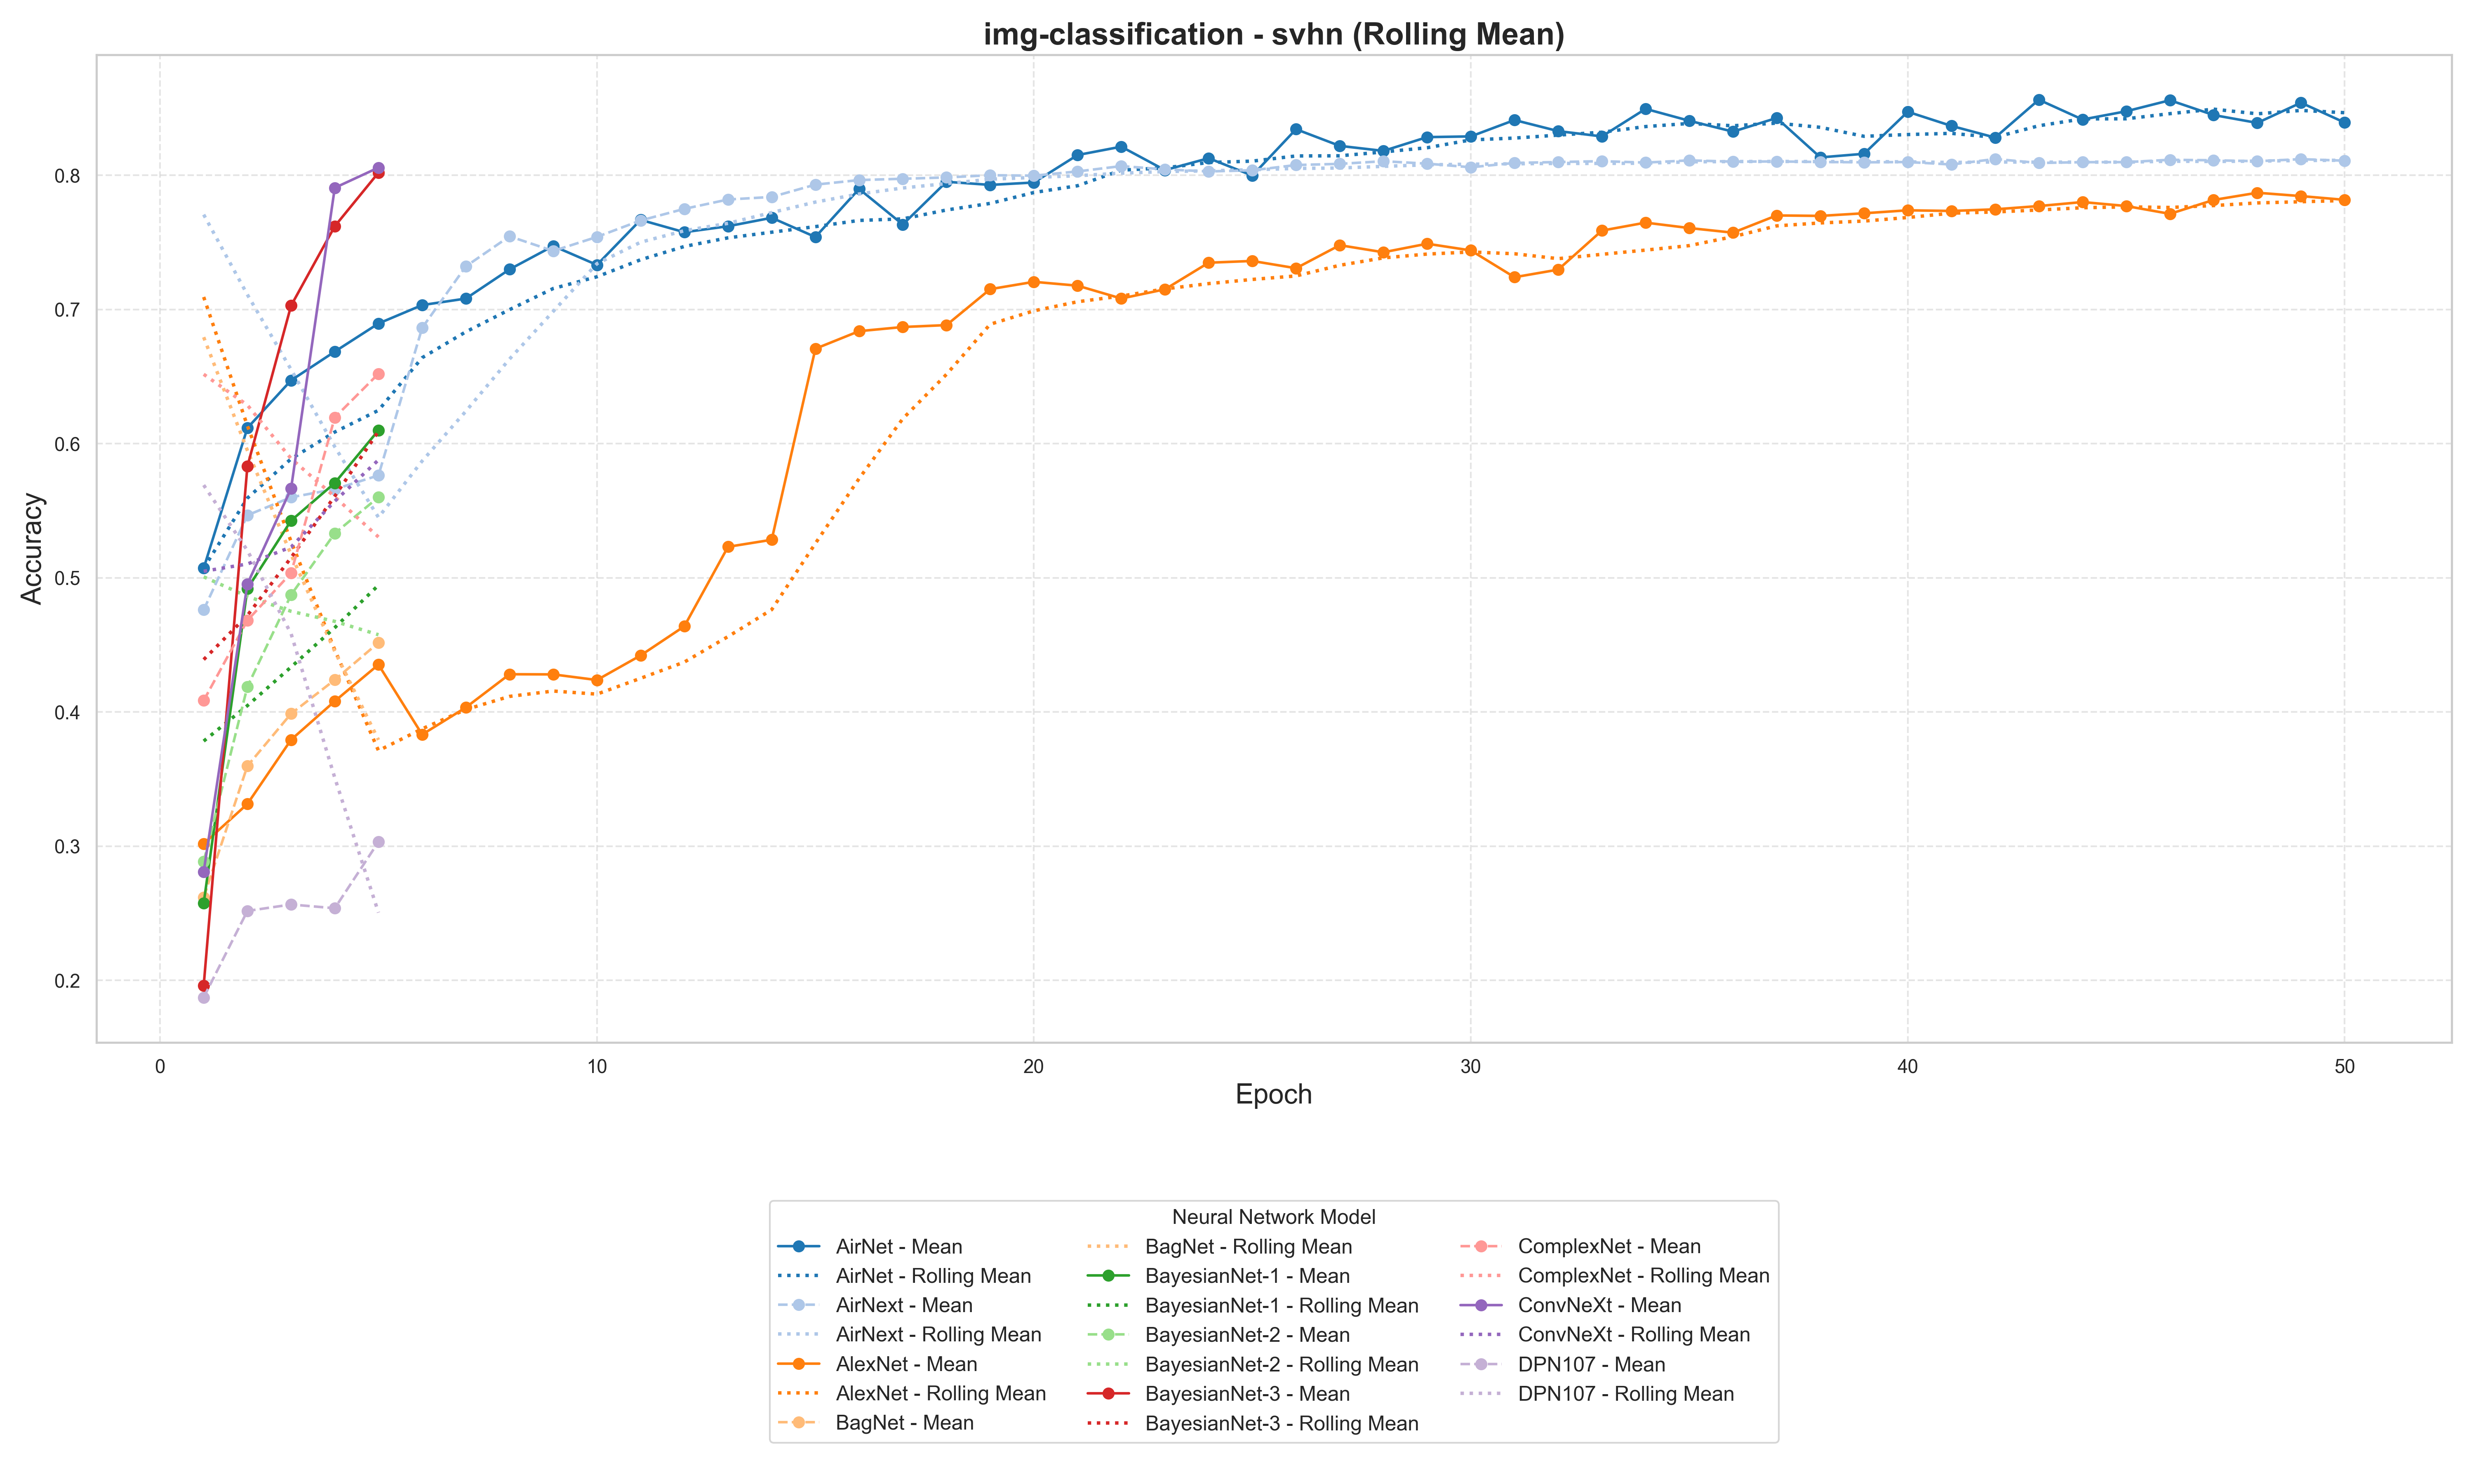 img-classification - svhn (Rolling Mean)
Accuracy
0.8
0.7
0.6
0.5
0.4
0.3
0.2
0
10
20
30
40
50
Epoch
Neural Network Model
AirNet - Mean
AirNet - Rolling Mean
AirNext - Mean
AirNext - Rolling Mean
AlexNet - Mean
AlexNet - Rolling Mean
BagNet - Mean
BagNet - Rolling Mean
BayesianNet-1 - Mean
BayesianNet-1 - Rolling Mean
BayesianNet-2 - Mean
BayesianNet-2 - Rolling Mean
BayesianNet-3 - Mean
BayesianNet-3 - Rolling Mean
ComplexNet - Mean
ComplexNet - Rolling Mean
ConvNeXt - Mean
ConvNeXt - Rolling Mean
DPN107 - Mean
DPN107 - Rolling Mean